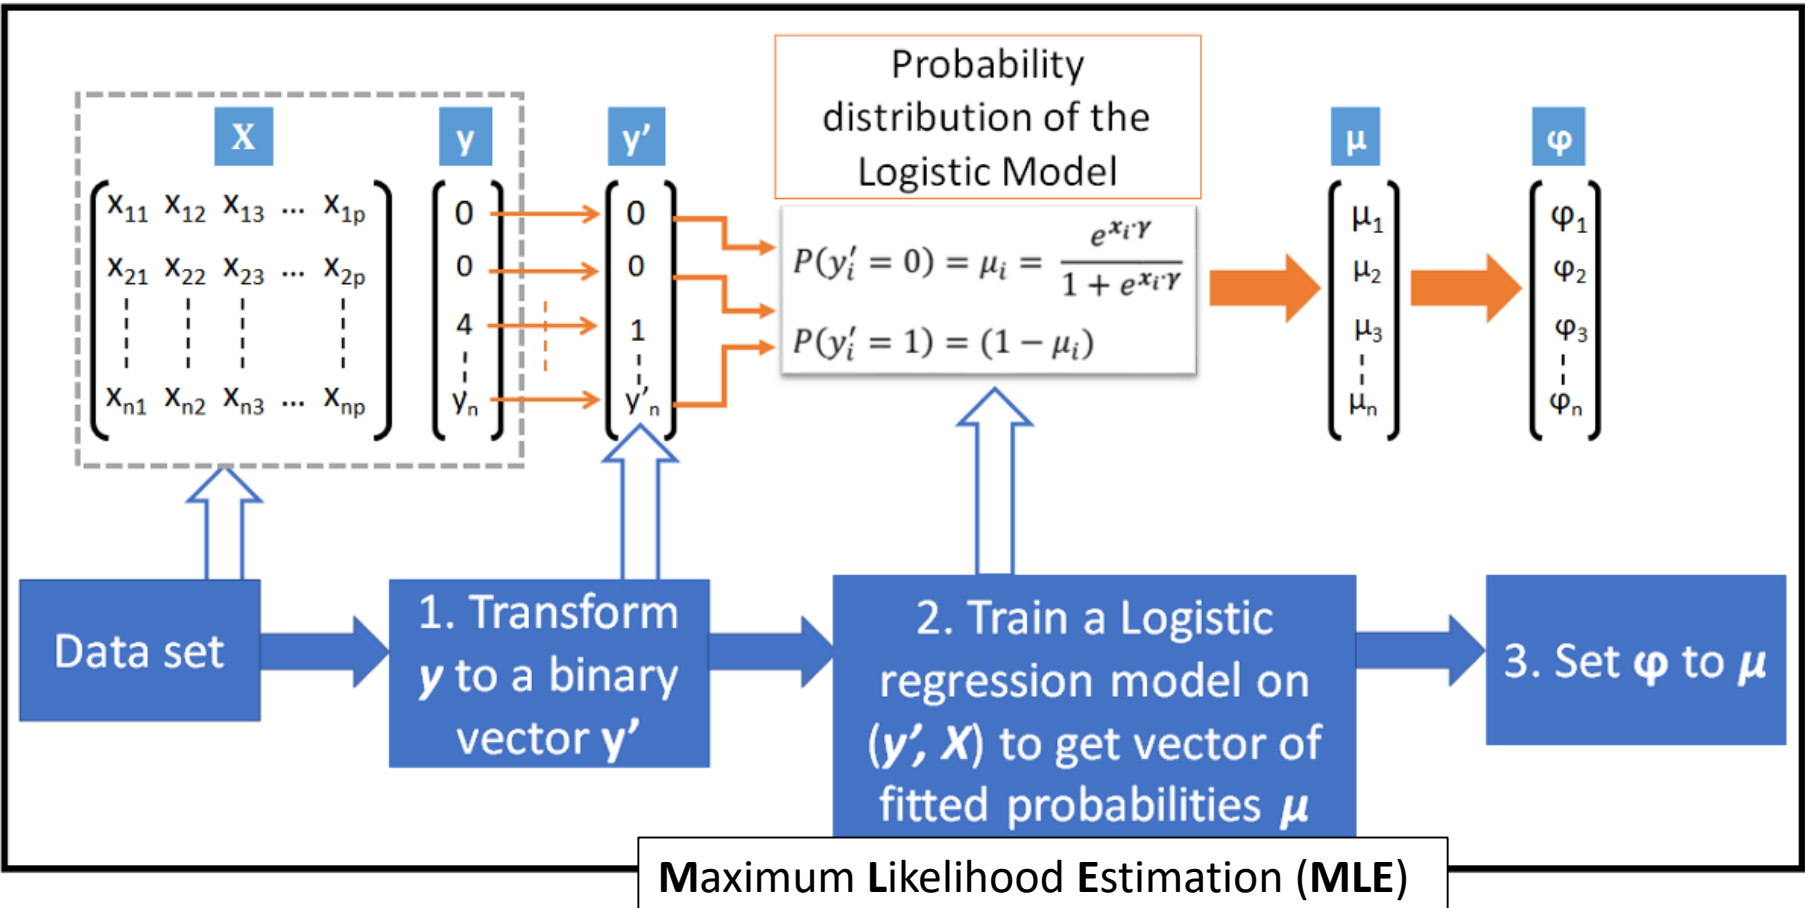 Probability
distribution of the
Logistic Model
X y y’ μ φ
x11 x12 x13 ... x1p
x21 x22 x23 ... x2p
xn1 xn2 xn3 ... xnp
0
0
4
yn
0
0
1
y’n
P(y′i = 0) = μi = e^(xi·γ) / 1 + e^(xi·γ)
P(y′i = 1) = (1 − μi)
μ1
μ2
μ3
μn
φ1
φ2
φ3
φn
Data set
1. Transform
y to a binary
vector y’
2. Train a Logistic
regression model on
(y’, X) to get vector of
fitted probabilities μ
3. Set φ to μ
Maximum Likelihood Estimation (MLE)